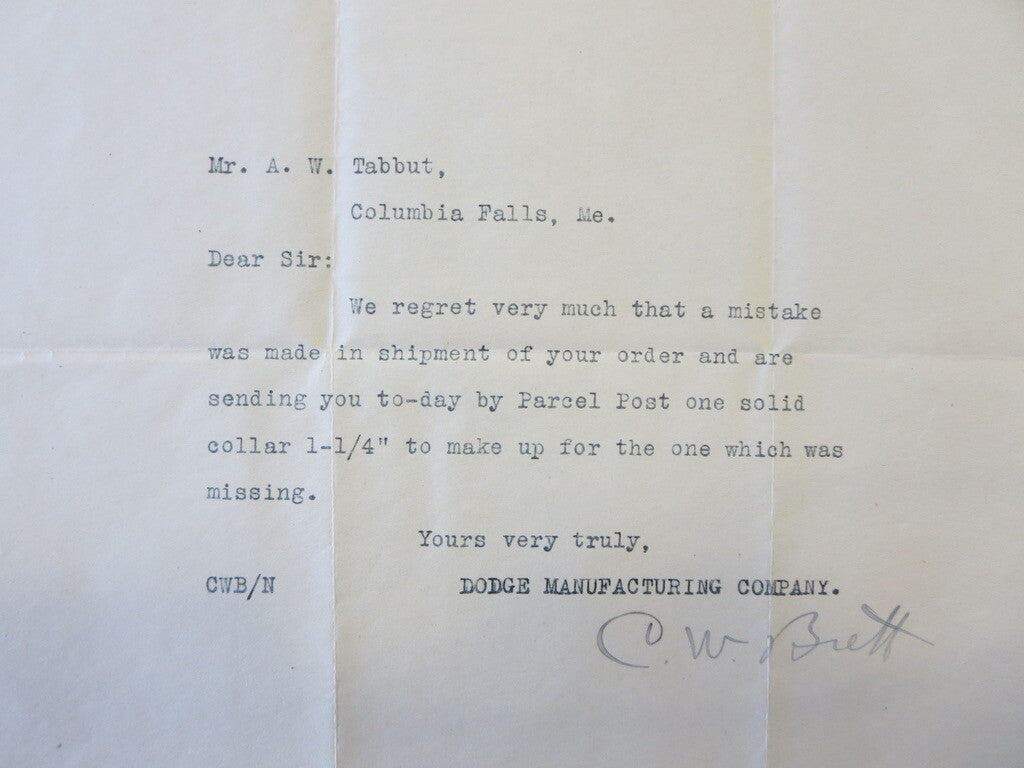 Mr. A. W. Tabbut,
Columbia Falls, Me.
Dear Sir:
We regret very much that a mistake
was made in shipment of your order and are
sending you to-day by Parcel Post one solid
collar 1-1/4" to make up for the one which was
missing.
Yours very truly,
CWB/N DODGE MANUFACTURING COMPANY.
C. W. Brett